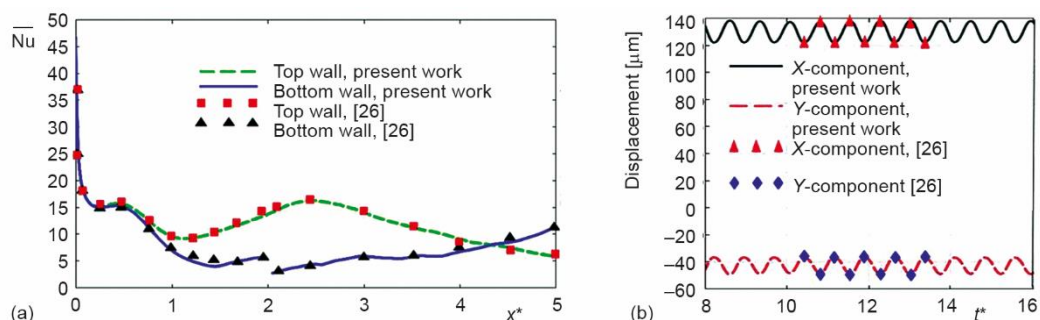 50
Nu
45
40
35
30
25
20
15
10
5
0
0
1
2
3
4
5
(a)
x*
Top wall, present work
Bottom wall, present work
Top wall, [26]
Bottom wall, [26]
Displacement [µm]
140
120
100
80
60
40
120
0
−20
−40
−60
8
10
12
14
16
(b)
t*
X-component,
present work
Y-component,
present work
X-component, [26]
Y-component [26]